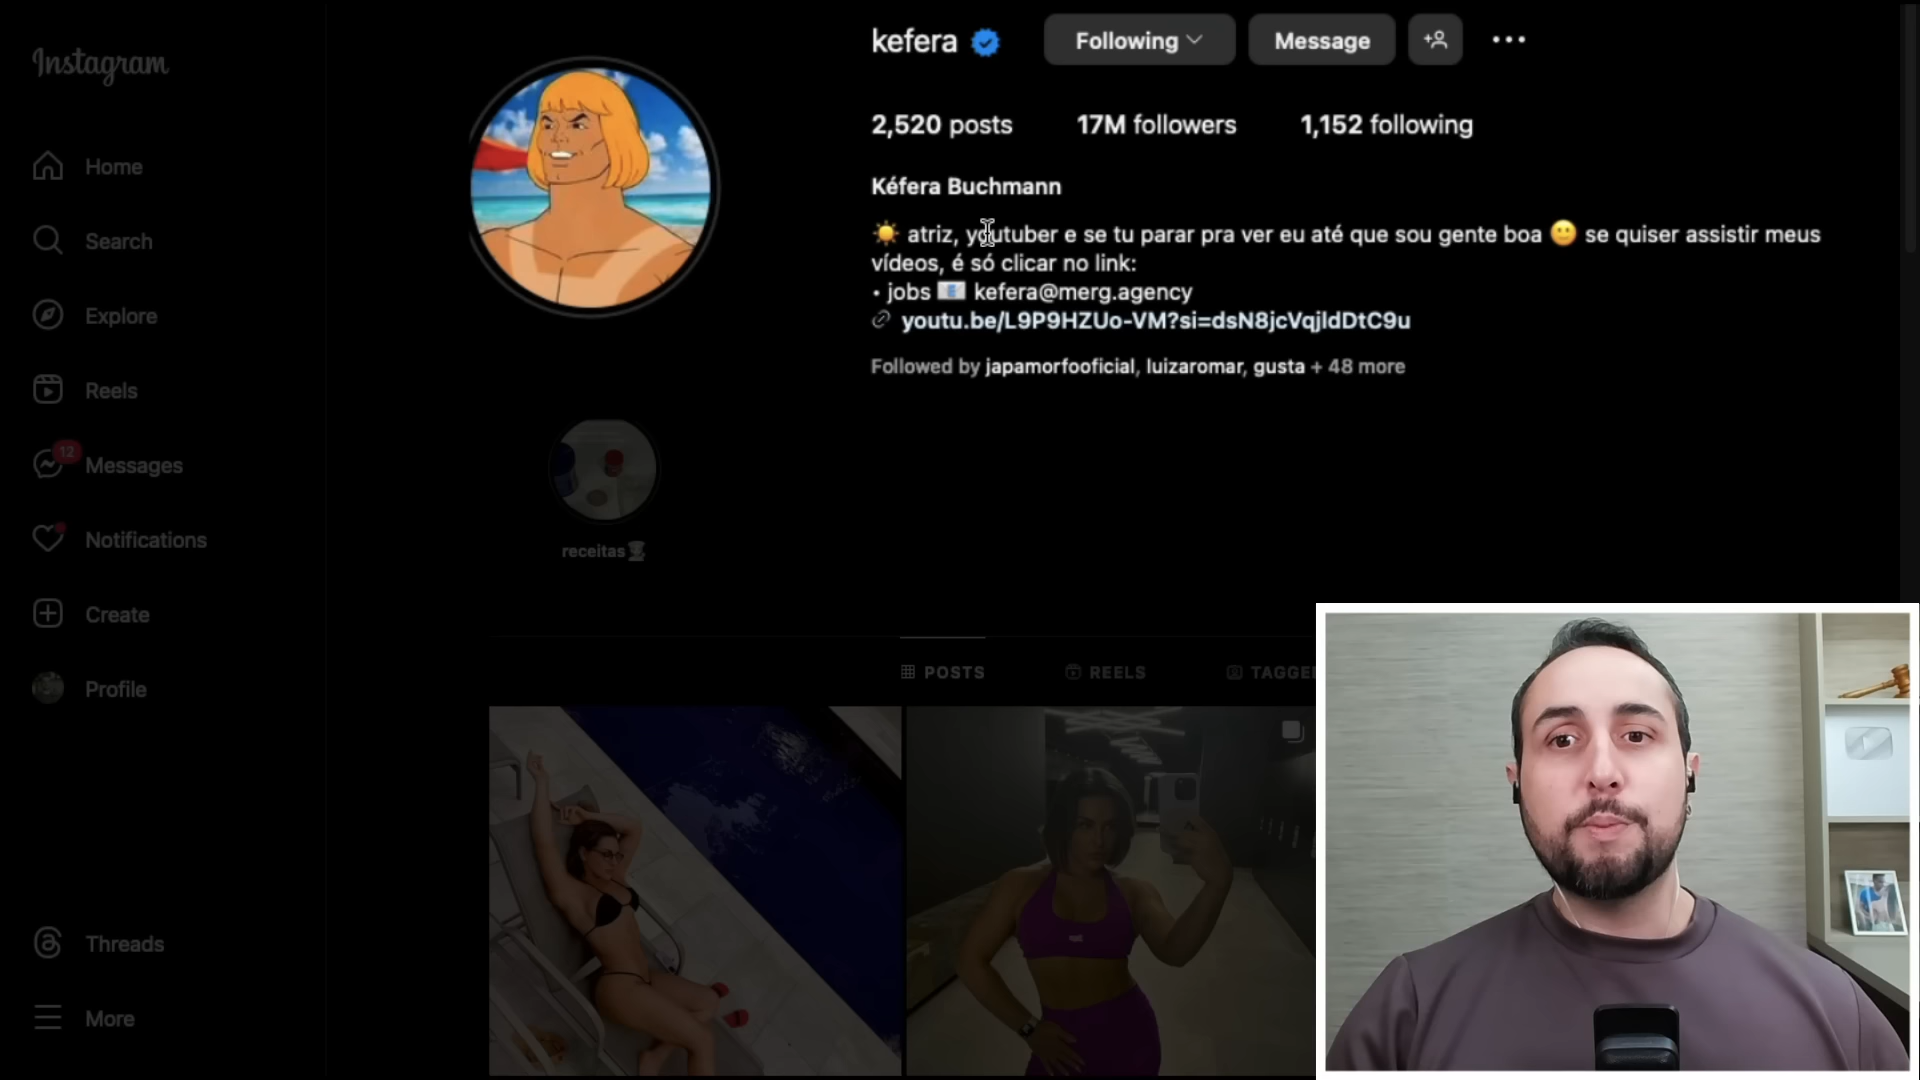 Instagram
Home
Search
Explore
Reels
12
Messages
Notifications
Create
Profile
Threads
More
kefera
Following
Message
2,520 posts 17M followers 1,152 following
Kéfera Buchmann
☀️ atriz, youtuber e se tu parar pra ver eu até que sou gente boa 🙂 se quiser assistir meus
vídeos, é só clicar no link:
• jobs 📧 kefera@merg.agency
youtu.be/L9P9HZUo-VM?si=dsN8jcVqjldDtC9u
Followed by japamorfooficial, luizaromar, gusta + 48 more
receitas
POSTS REELS TAGGE